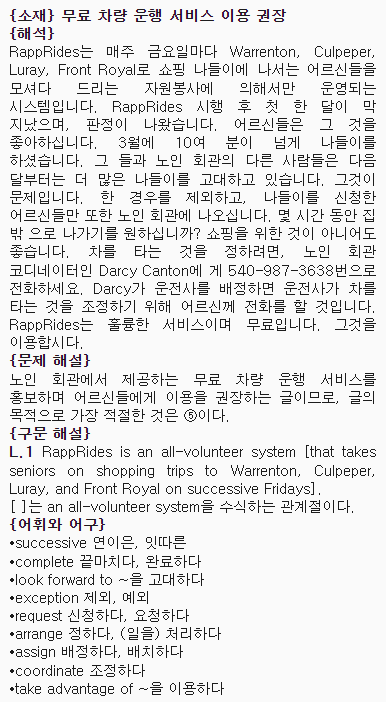 {소재} 무료 차량 운행 서비스 이용 권장
{해석}
RappRides는 매주 금요일마다 Warrenton, Culpeper,
Luray, Front Royal로 쇼핑 나들이에 나서는 어르신들을
모셔다 드리는 자원봉사에 의해서만 운영되는
시스템입니다. RappRides 시행 후 첫 한 달이 막
지났으며, 판정이 나왔습니다. 어르신들은 그 것을
좋아하십니다. 3월에 10여 분이 넘게 나들이를
하셨습니다. 그 들과 노인 회관의 다른 사람들은 다음
달부터는 더 많은 나들이를 고대하고 있습니다. 그것이
문제입니다. 한 경우를 제외하고, 나들이를 신청한
어르신들만 또한 노인 회관에 나오십니다. 몇 시간 동안 집
밖 으로 나가기를 원하십니까? 쇼핑을 위한 것이 아니어도
좋습니다. 차를 타는 것을 정하려면, 노인 회관
코디네이터인 Darcy Canton에 게 540-987-3638번으로
전화하세요. Darcy가 운전사를 배정하면 운전사가 차를
타는 것을 조정하기 위해 어르신께 전화를 할 것입니다.
RappRides는 훌륭한 서비스이며 무료입니다. 그것을
이용합시다.
{문제 해설}
노인 회관에서 제공하는 무료 차량 운행 서비스를
홍보하며 어르신들에게 이용을 권장하는 글이므로, 글의
목적으로 가장 적절한 것은 ⑤이다.
{구문 해설}
L.1 RappRides is an all-volunteer system [that takes
seniors on shopping trips to Warrenton, Culpeper,
Luray, and Front Royal on successive Fridays].
[ ]는 an all-volunteer system을 수식하는 관계절이다.
{어휘와 어구}
•successive 연이은, 잇따른
•complete 끝마치다, 완료하다
•look forward to ~을 고대하다
•exception 제외, 예외
•request 신청하다, 요청하다
•arrange 정하다, (일을) 처리하다
•assign 배정하다, 배치하다
•coordinate 조정하다
•take advantage of ~을 이용하다